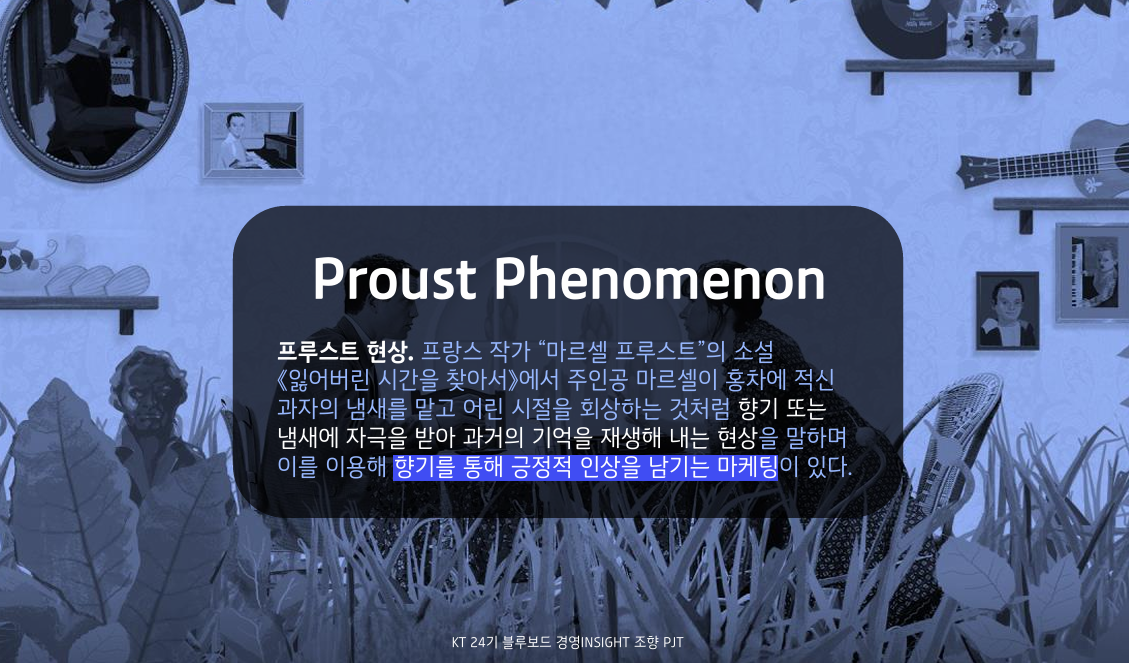 Proust Phenomenon
프루스트 현상. 프랑스 작가 “마르셀 프루스트”의 소설
《잃어버린 시간을 찾아서》에서 주인공 마르셀이 홍차에 적신
과자의 냄새를 맡고 어린 시절을 회상하는 것처럼 향기 또는
냄새에 자극을 받아 과거의 기억을 재생해 내는 현상을 말하며
이를 이용해 향기를 통해 긍정적 인상을 남기는 마케팅이 있다.
KT 24기 블루보드 경영INSIGHT 조향 PJT